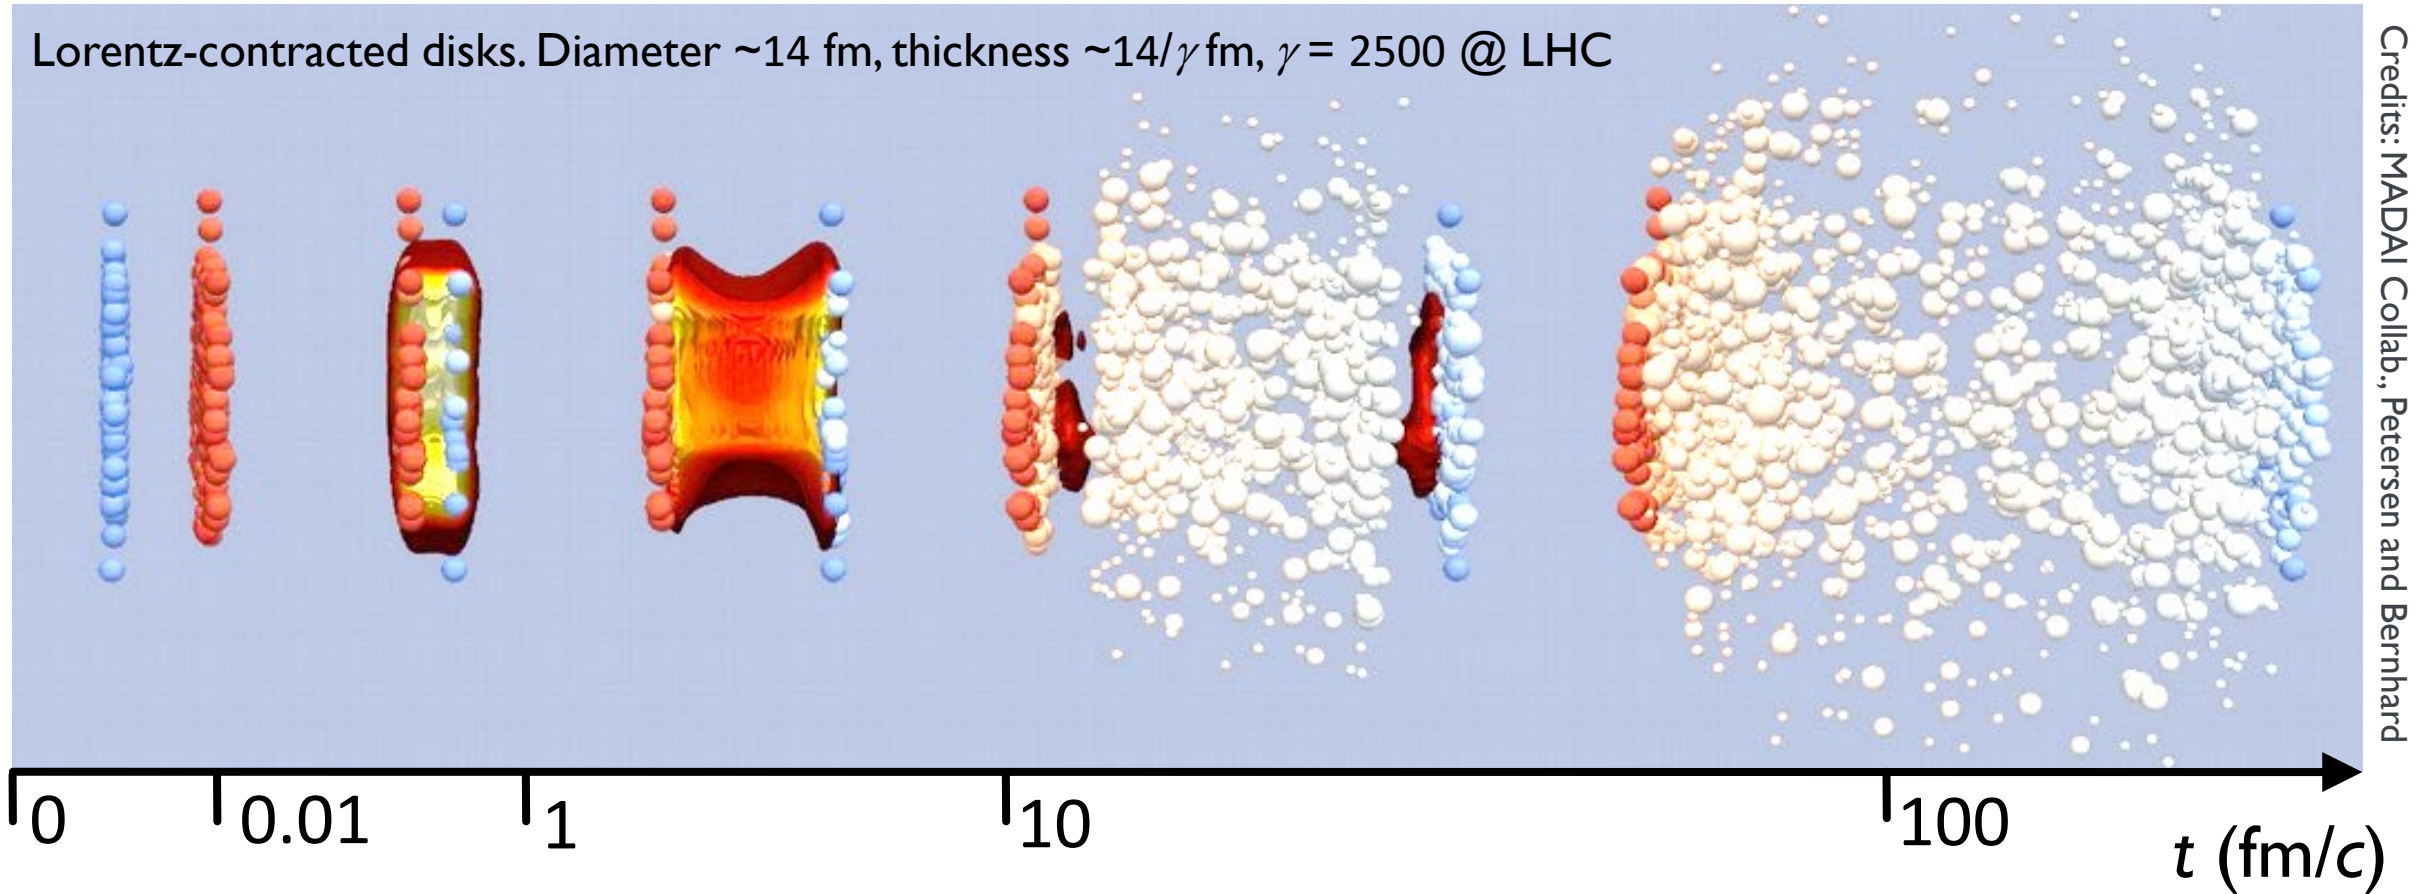 Lorentz-contracted disks. Diameter ~14 fm, thickness ~14/γ fm, γ = 2500 @ LHC
Credits: MADAI Collab., Petersen and Bernhard
0
0.01
1
10
100
t (fm/c)